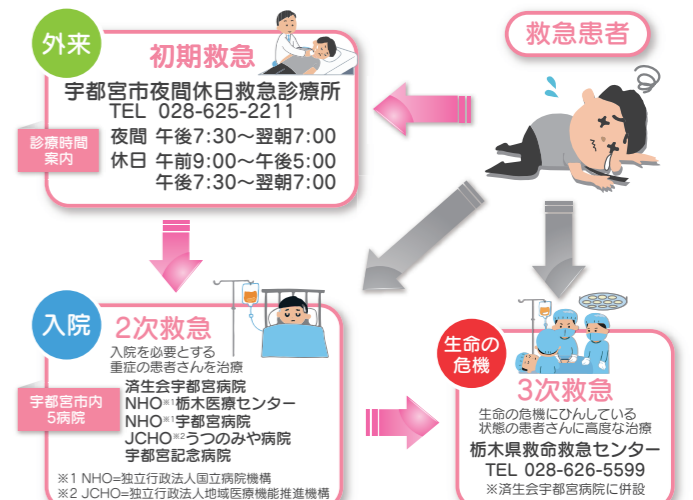 救急患者
外来
初期救急
宇都宮市夜間休日救急診療所
TEL 028-625-2211
診療時間
案内
夜間 午後7:30〜翌朝7:00
休日 午前9:00〜午後5:00
午後7:30〜翌朝7:00
入院
2次救急
入院を必要とする
重症の患者さんを治療
宇都宮市内
5病院
済生会宇都宮病院
NHO※1栃木医療センター
NHO※1宇都宮病院
JCHO※2うつのみや病院
宇都宮記念病院
※1 NHO=独立行政法人国立病院機構
※2 JCHO=独立行政法人地域医療機能推進機構
生命の
危機
3次救急
生命の危機にひんしている
状態の患者さんに高度な治療
栃木県救命救急センター
TEL 028-626-5599
※済生会宇都宮病院に併設